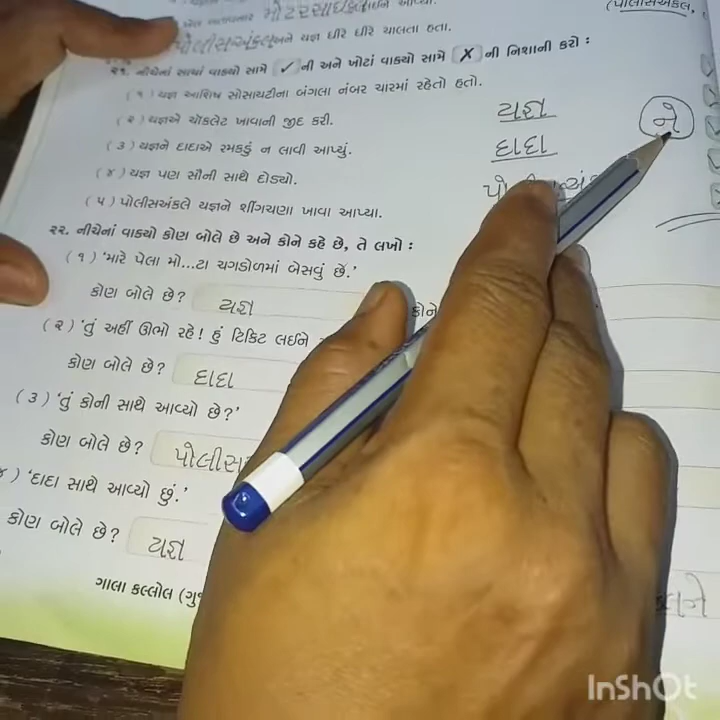 (પોલીસઅંકલ,
મોટરસાઇકલ
પોલીસઅંકલ અને યજ્ઞ ધીરે ધીરે ચાલતા હતા.
૨૧. નીચેનાં સાચાં વાક્યો સામે ✓ ની અને ખોટાં વાક્યો સામે ✗ ની નિશાની કરો :
(૧) યજ્ઞ આશિષ સોસાયટીના બંગલા નંબર ચારમાં રહેતો હતો.
(૨) યજ્ઞએ ચૉકલેટ ખાવાની જીદ કરી.
(૩) યજ્ઞને દાદાએ રમકડું ન લાવી આપ્યું.
(૪) યજ્ઞ પણ સૌની સાથે દોડ્યો.
(૫) પોલીસઅંકલે યજ્ઞને શીંગચણા ખાવા આપ્યા.
યજ્ઞ
દાદા
ને
૨૨. નીચેનાં વાક્યો કોણ બોલે છે અને કોને કહે છે, તે લખો :
(૧) ‘મારે પેલા મો...ટા ચગડોળમાં બેસવું છે.’
કોણ બોલે છે? યજ્ઞ કોને
(૨) ‘તું અહીં ઊભો રહે! હું ટિકિટ લઈને
કોણ બોલે છે? દાદા
(૩) ‘તું કોની સાથે આવ્યો છે?’
કોણ બોલે છે? પોલીસ
૪) ‘દાદા સાથે આવ્યો છું.’
કોણ બોલે છે? યજ્ઞ
ગાલા કલ્લોલ (ગુ
InShOt